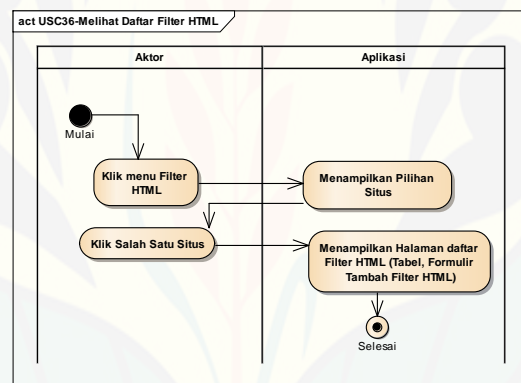 act USC36-Melihat Daftar Filter HTML
Aktor
Aplikasi
Mulai
Klik menu Filter
HTML
Menampilkan Pilihan
Situs
Klik Salah Satu Situs
Menampilkan Halaman daftar
Filter HTML (Tabel, Formulir
Tambah Filter HTML)
Selesai